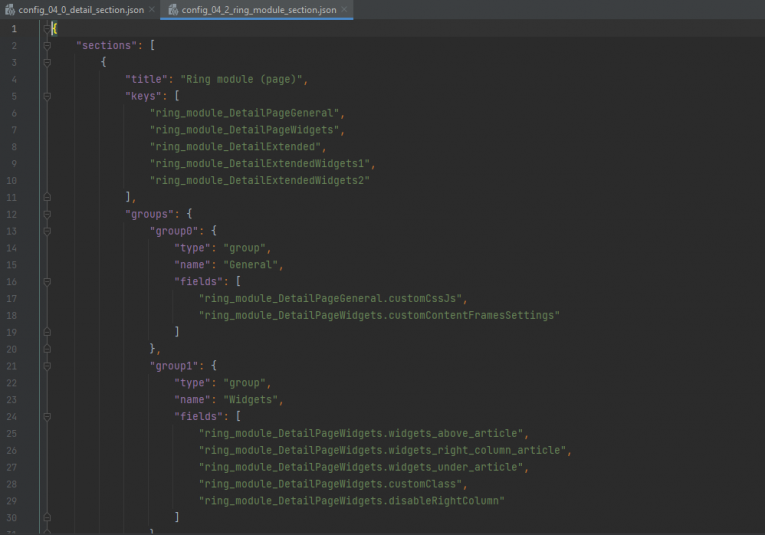 config_04_0_detail_section.json × config_04_2_ring_module_section.json ×
1 {
2 "sections": [
3 {
4 "title": "Ring module (page)",
5 "keys": [
6 "ring_module_DetailPageGeneral",
7 "ring_module_DetailPageWidgets",
8 "ring_module_DetailExtended",
9 "ring_module_DetailExtendedWidgets1",
10 "ring_module_DetailExtendedWidgets2"
11 ],
12 "groups": {
13 "group0": {
14 "type": "group",
15 "name": "General",
16 "fields": [
17 "ring_module_DetailPageGeneral.customCssJs",
18 "ring_module_DetailPageWidgets.customContentFramesSettings"
19 ]
20 },
21 "group1": {
22 "type": "group",
23 "name": "Widgets",
24 "fields": [
25 "ring_module_DetailPageWidgets.widgets_above_article",
26 "ring_module_DetailPageWidgets.widgets_right_column_article",
27 "ring_module_DetailPageWidgets.widgets_under_article",
28 "ring_module_DetailPageWidgets.customClass",
29 "ring_module_DetailPageWidgets.disableRightColumn"
30 ]